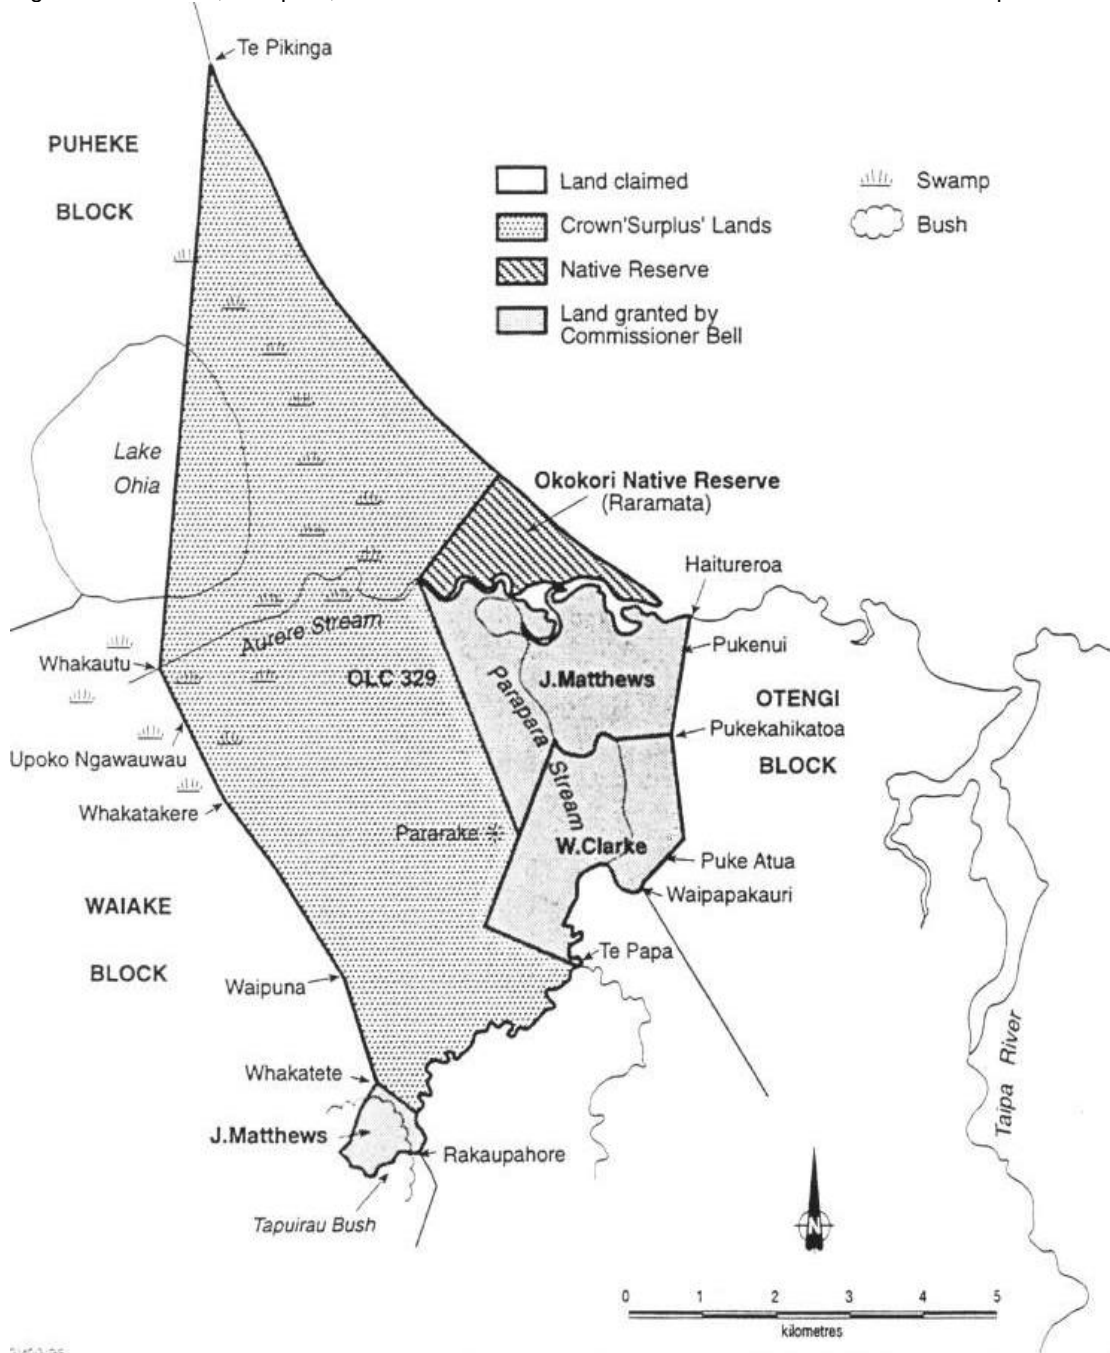 Te Pikinga
PUHEKE
BLOCK
Land claimed
Crown'Surplus' Lands
Native Reserve
Land granted by
Commissioner Bell
Swamp
Bush
Lake
Ohia
Okokori Native Reserve
(Raramata)
Haitureroa
Aurere Stream
Whakautu
Pukenui
OLC 329
Parapara
Stream
J.Matthews
OTENGI
BLOCK
Pukekahikatoa
Upoko Ngawauwau
Whakatakere
Pararake
W.Clarke
Puke Atua
Waipapakauri
WAIAKE
BLOCK
Te Papa
Waipuna
Taipa River
Whakatete
J.Matthews
Rakaupahore
Tapuirau Bush
N
0 1 2 3 4 5
kilometres